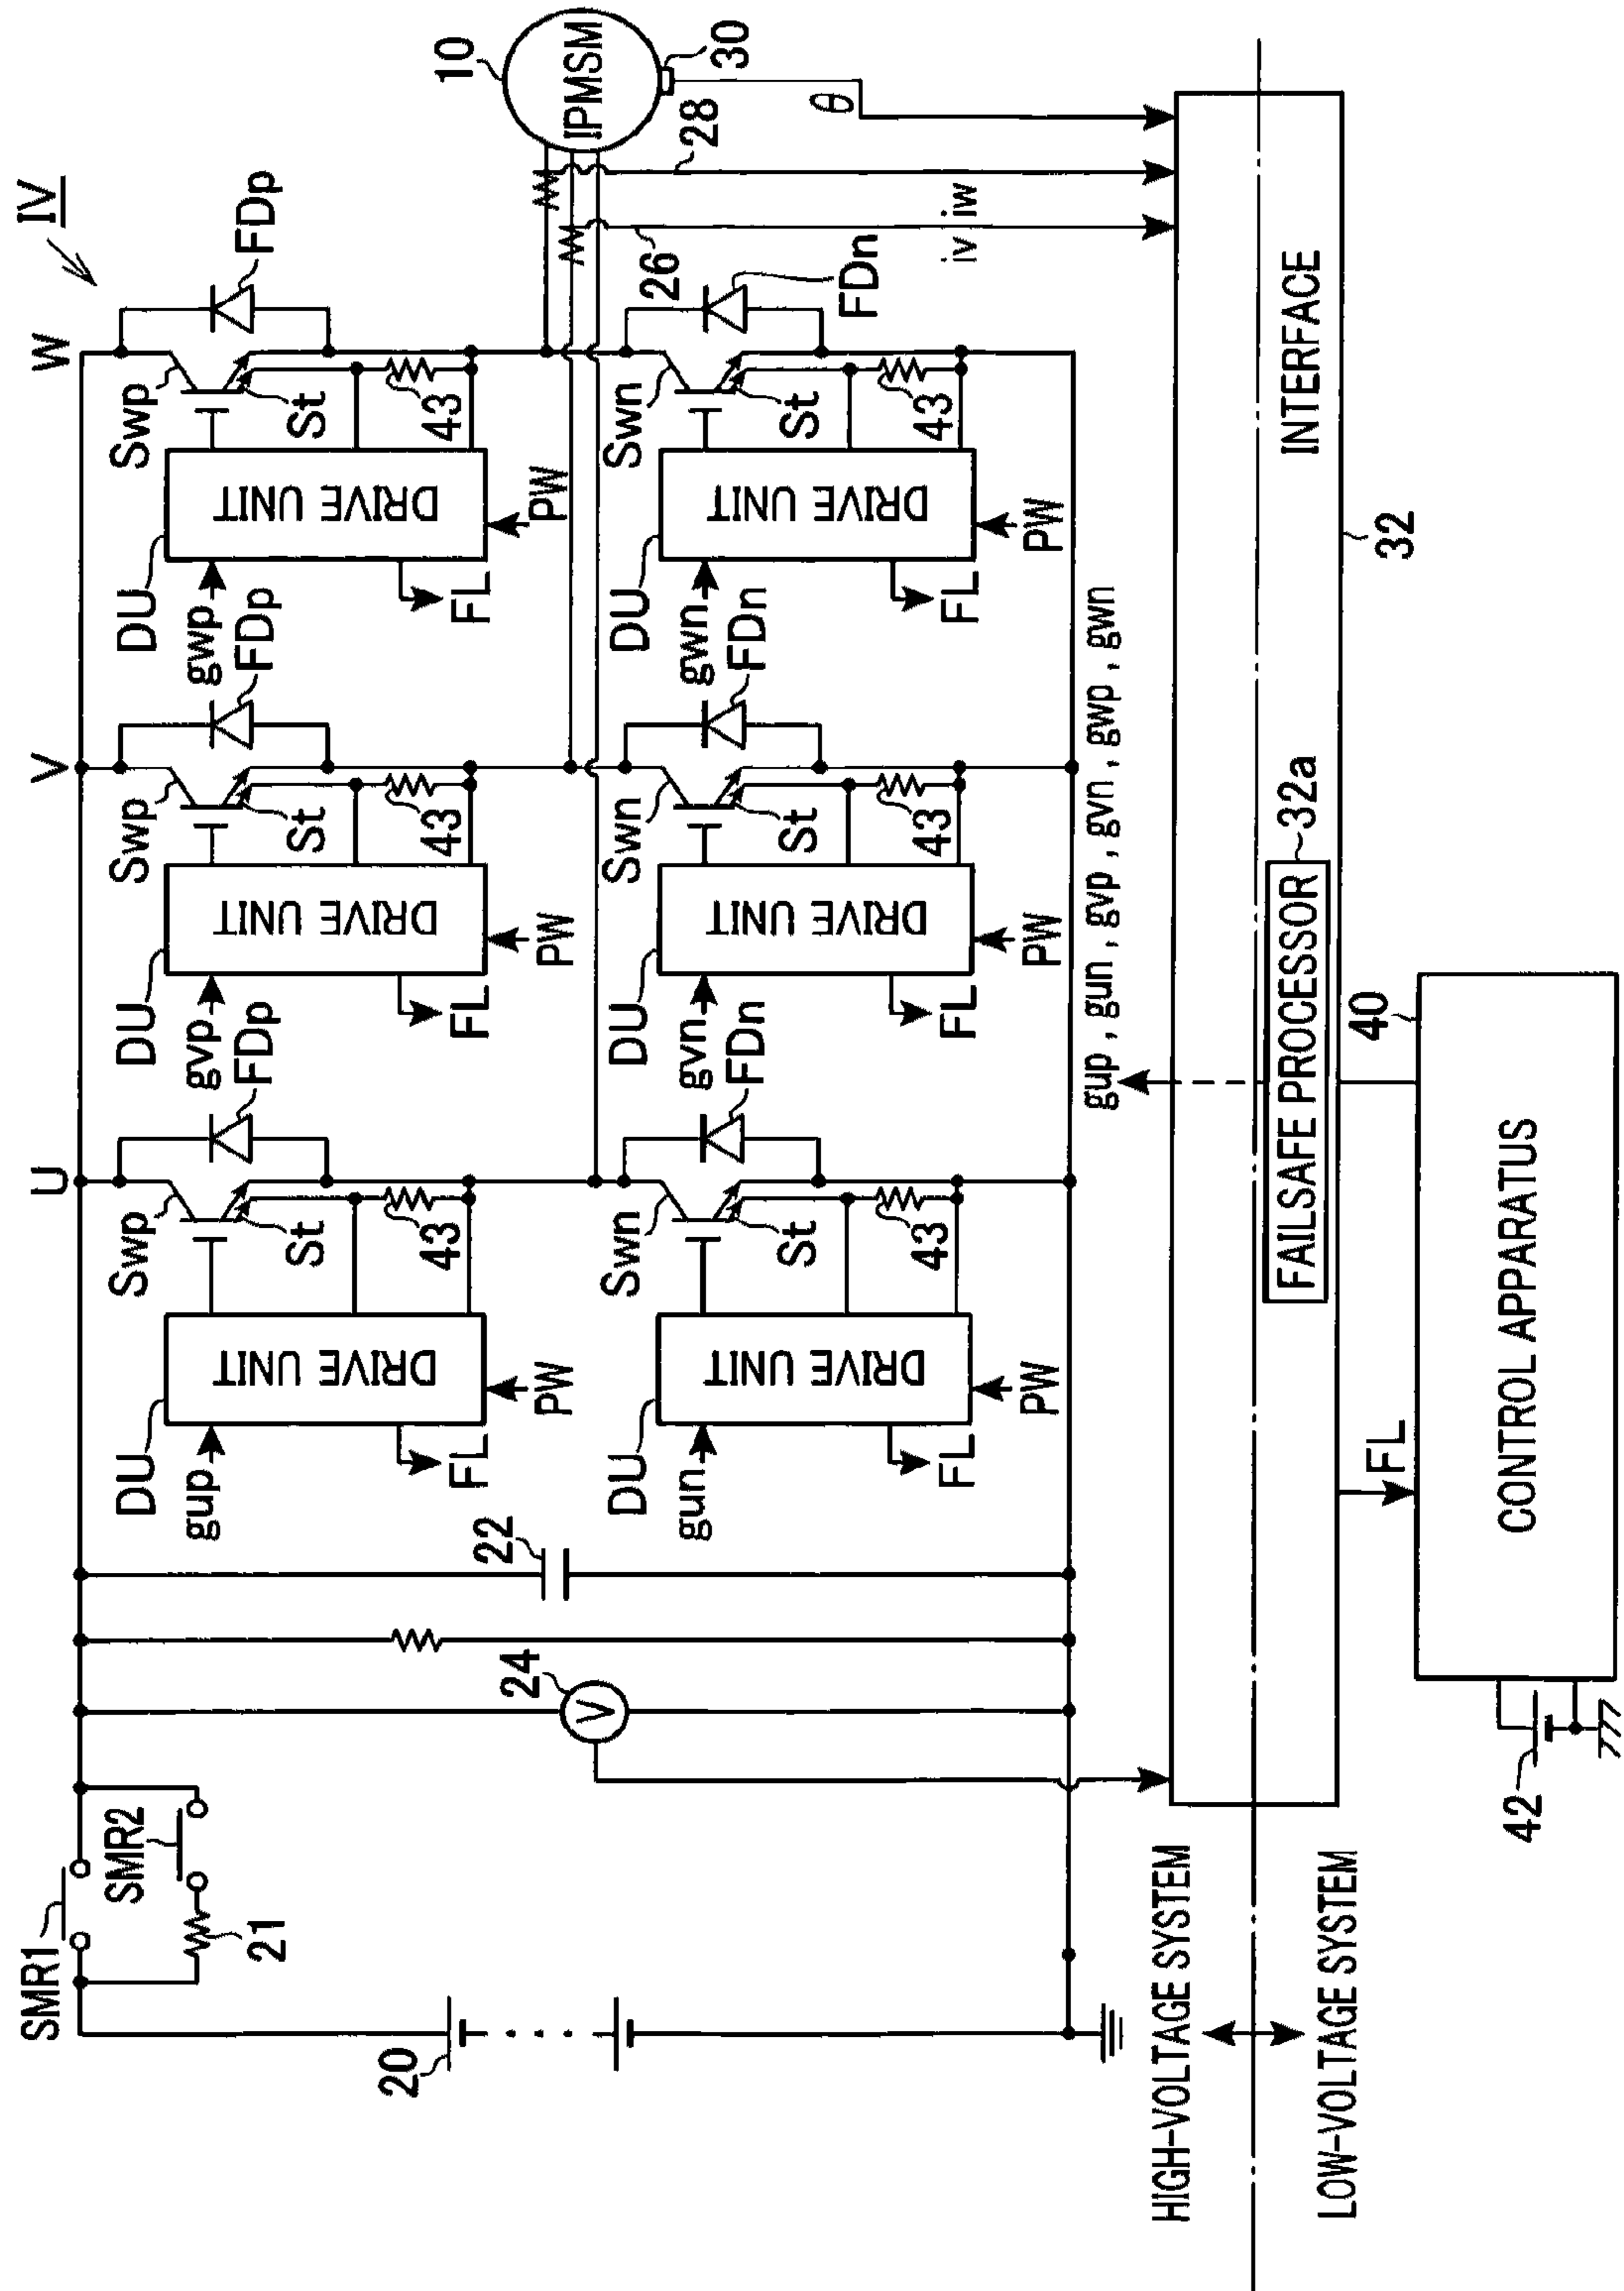 IV
SMR1
SMR2
21
20
U
V
W
Swp
Swp
Swp
FDp
FDp
FDp
St
St
St
43
43
43
DU
DU
DU
DRIVE UNIT
DRIVE UNIT
DRIVE UNIT
gup
gvp
gwp
FL
FL
FL
PW
PW
PW
10
IPMSM
30
θ
28
26
iv
iw
24
V
22
Swn
Swn
Swn
FDn
FDn
FDn
St
St
St
43
43
43
DU
DU
DU
DRIVE UNIT
DRIVE UNIT
DRIVE UNIT
gun
gvn
gwn
FL
FL
FL
PW
PW
PW
gup , gun , gvp , gvn , gwp , gwn
HIGH-VOLTAGE SYSTEM
LOW-VOLTAGE SYSTEM
INTERFACE
32
FAILSAFE PROCESSOR
32a
FL
40
CONTROL APPARATUS
42